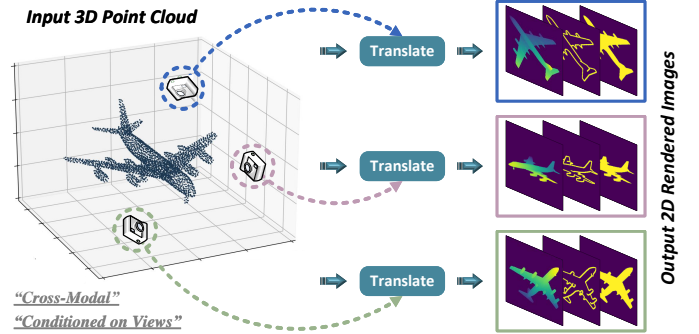 Input 3D Point Cloud
Translate
Translate
Translate
Output 2D Rendered Images
“Cross-Modal”
“Conditioned on Views”